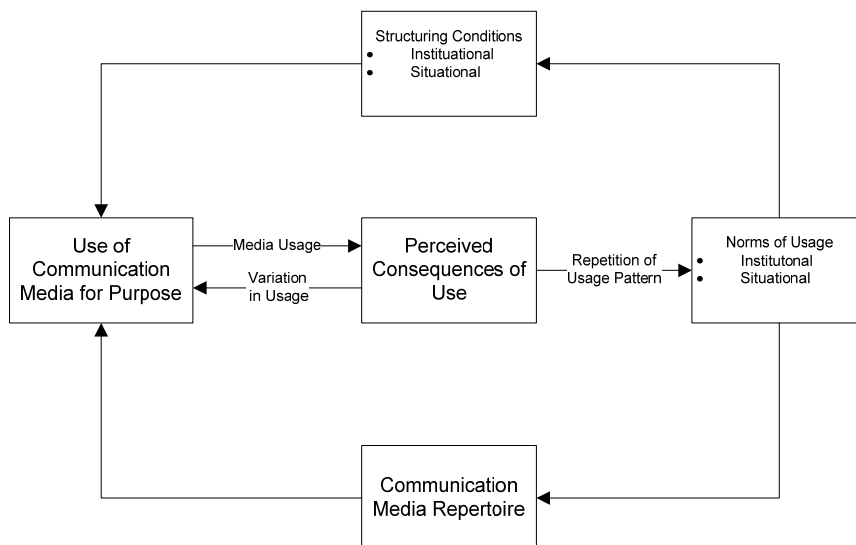 Structuring Conditions
• Instituational
• Situational
Use of
Communication
Media for Purpose
Media Usage
Variation
in Usage
Perceived
Consequences of
Use
Repetition of
Usage Pattern
Norms of Usage
• Institutonal
• Situational
Communication
Media Repertoire